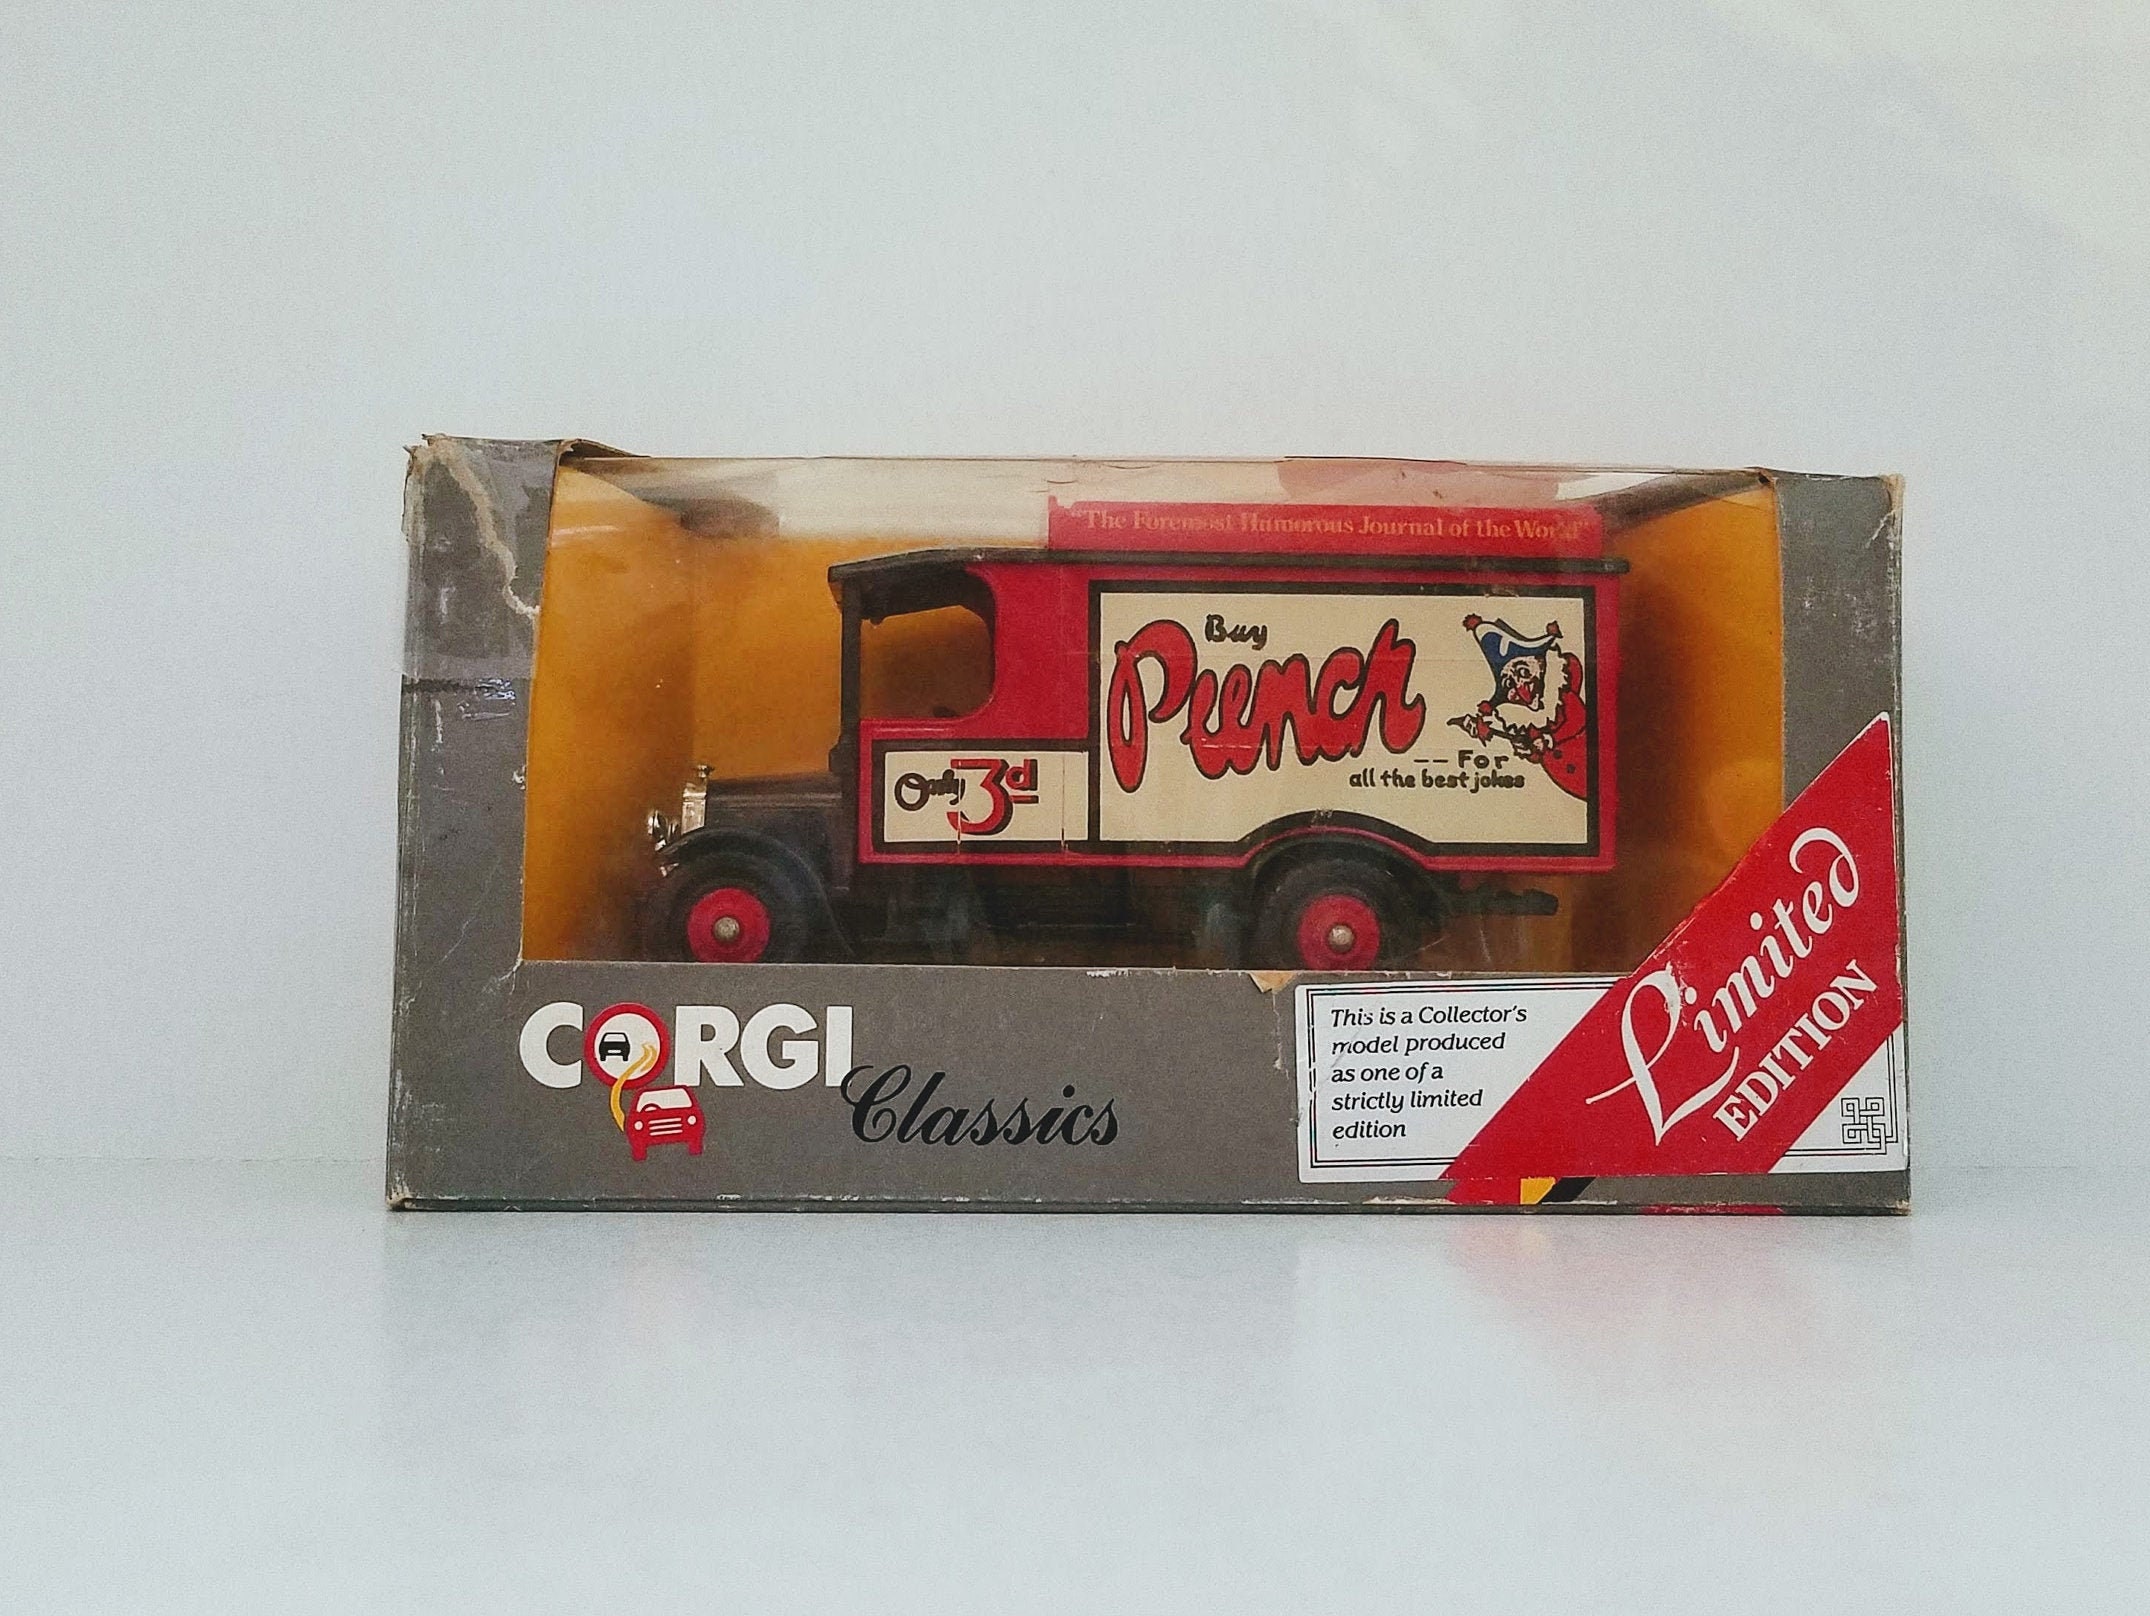 "The Foremost Humorous Journal of the World"
Buy
Punch
-- For
all the best jokes
Only 3d
CORGI
Classics
This is a Collector's
model produced
as one of a
strictly limited
edition
Limited
EDITION